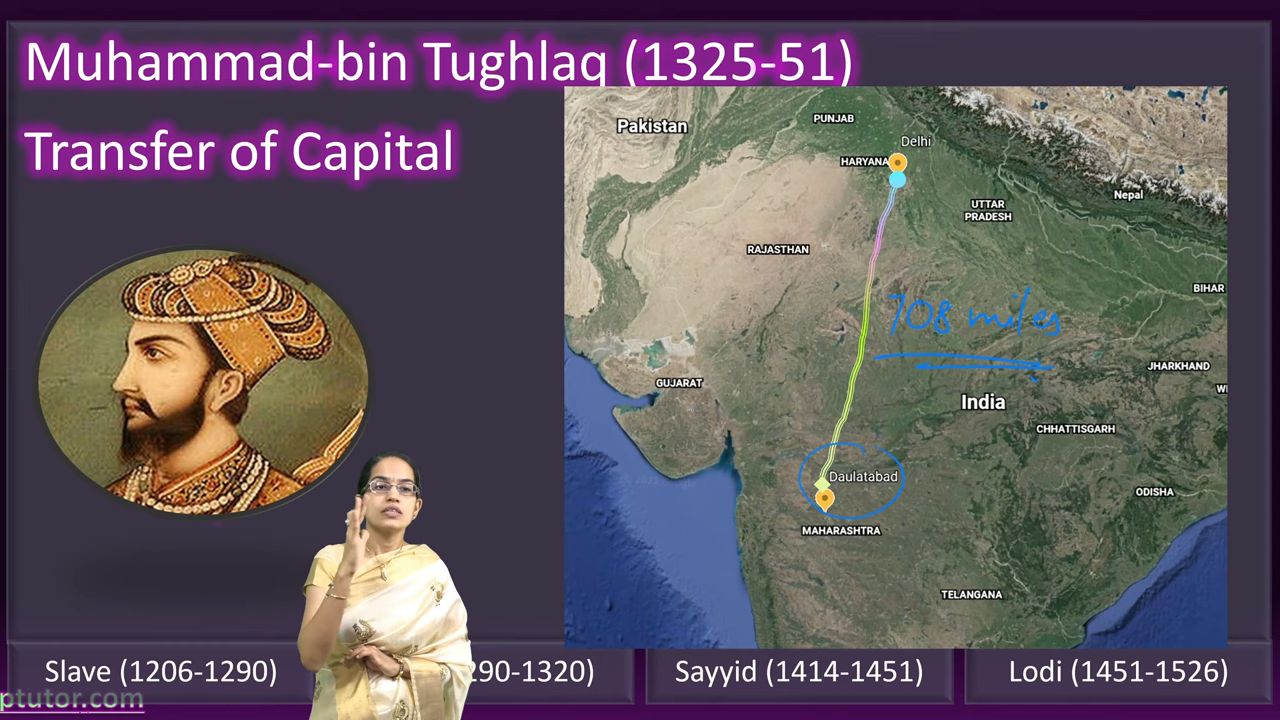 Muhammad-bin Tughlaq (1325-51)
Transfer of Capital
Pakistan
PUNJAB
Delhi
HARYANA
Nepal
UTTAR
PRADESH
RAJASTHAN
BIHAR
708 miles
JHARKHAND
GUJARAT
India
CHHATTISGARH
Daulatabad
ODISHA
MAHARASHTRA
TELANGANA
Slave (1206-1290)
290-1320)
Sayyid (1414-1451)
Lodi (1451-1526)
ptutor.com